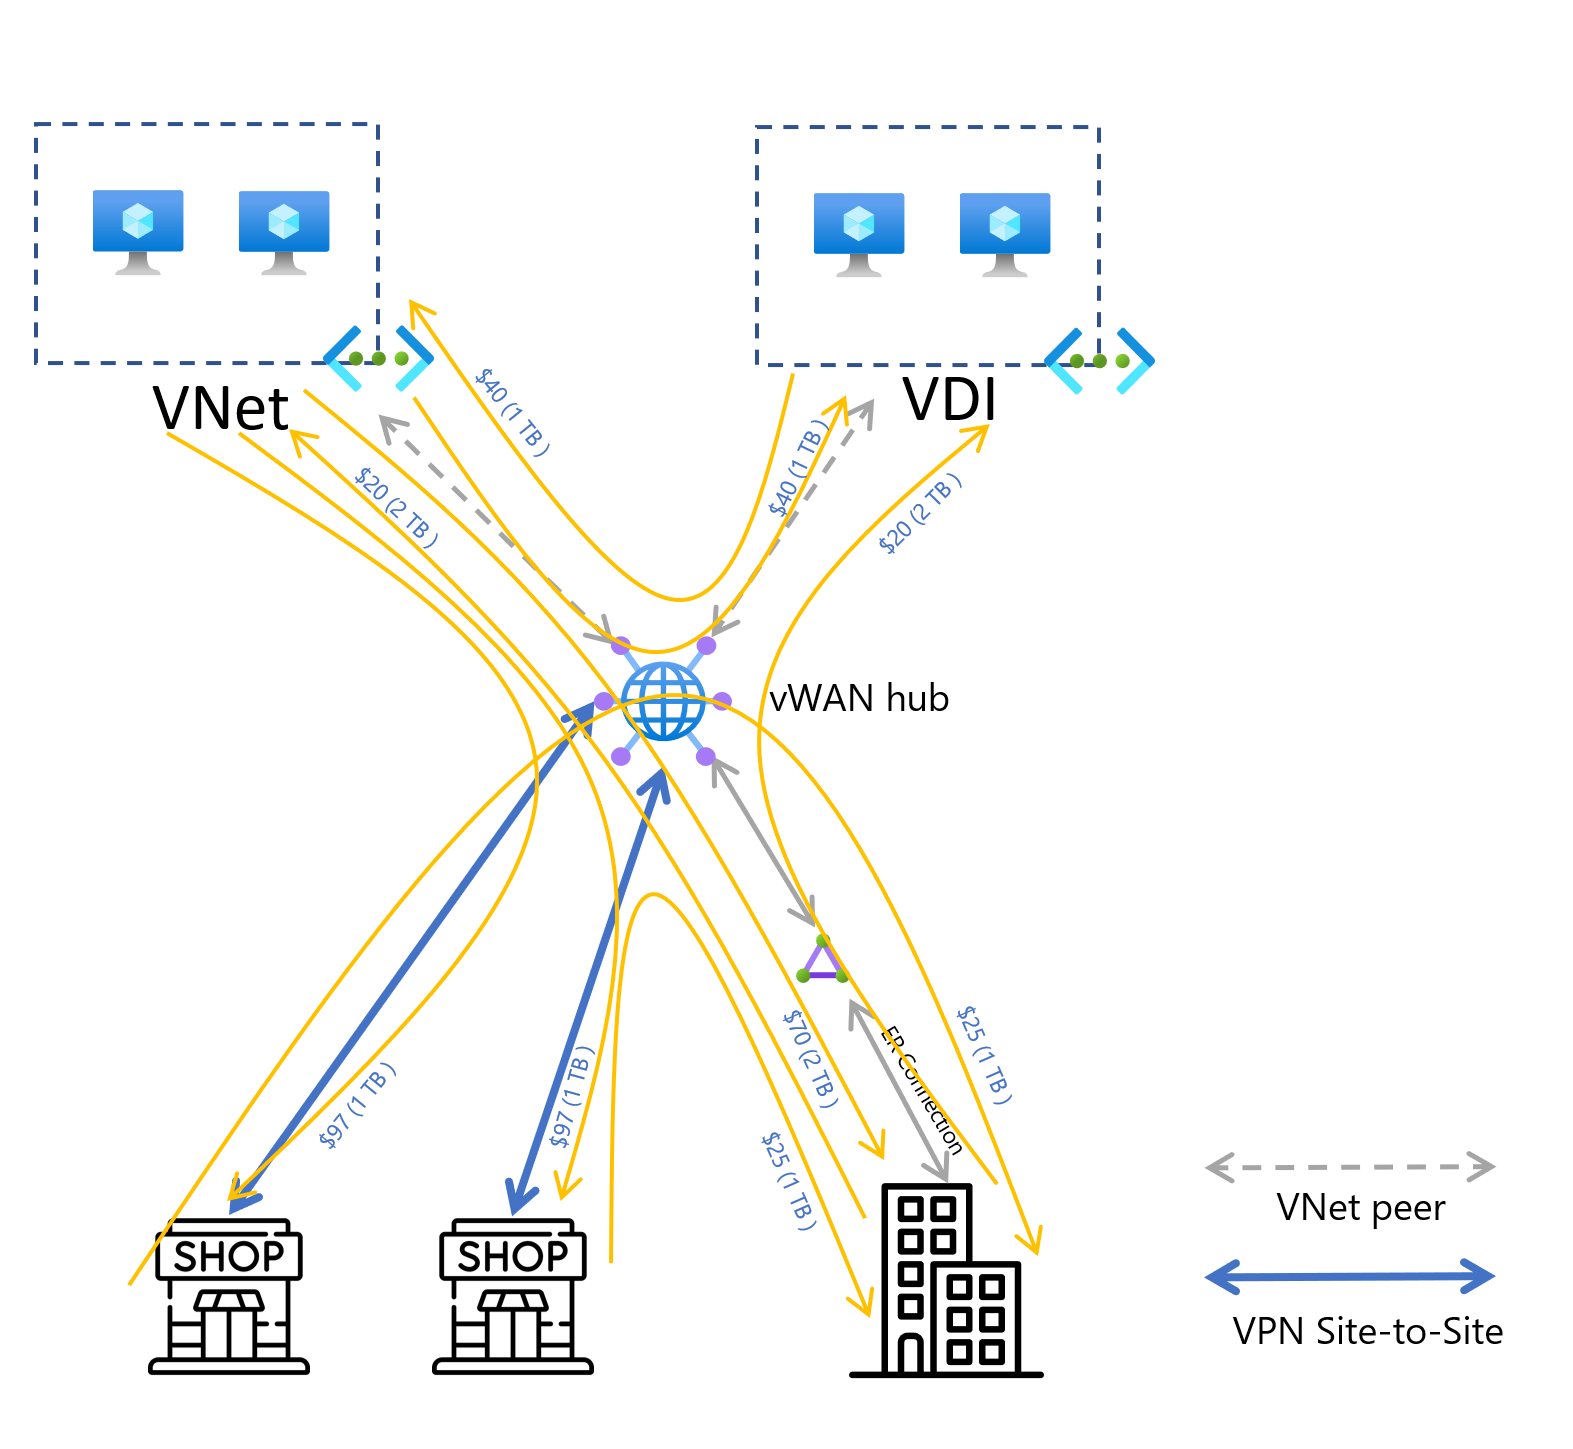 $40 (1 TB )
VNet
VDI
$40 (1 TB )
$20 (2 TB )
$20 (2 TB )
vWAN hub
$70 (2 TB )
$25 (1 TB )
ER Connection
$97 (1 TB )
$97 (1 TB )
$25 (1 TB )
VNet peer
SHOP
SHOP
VPN Site-to-Site